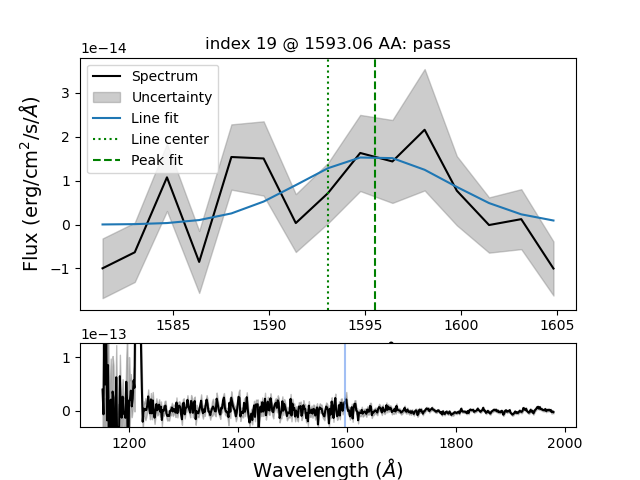 index 19 @ 1593.06 AA: pass
1e−14
Spectrum
Uncertainty
Line fit
Line center
Peak fit
3
2
1
0
−1
Flux (erg/cm²/s/Å)
1585
1590
1595
1600
1605
1e−13
1
0
1200
1400
1600
1800
2000
Wavelength (Å)